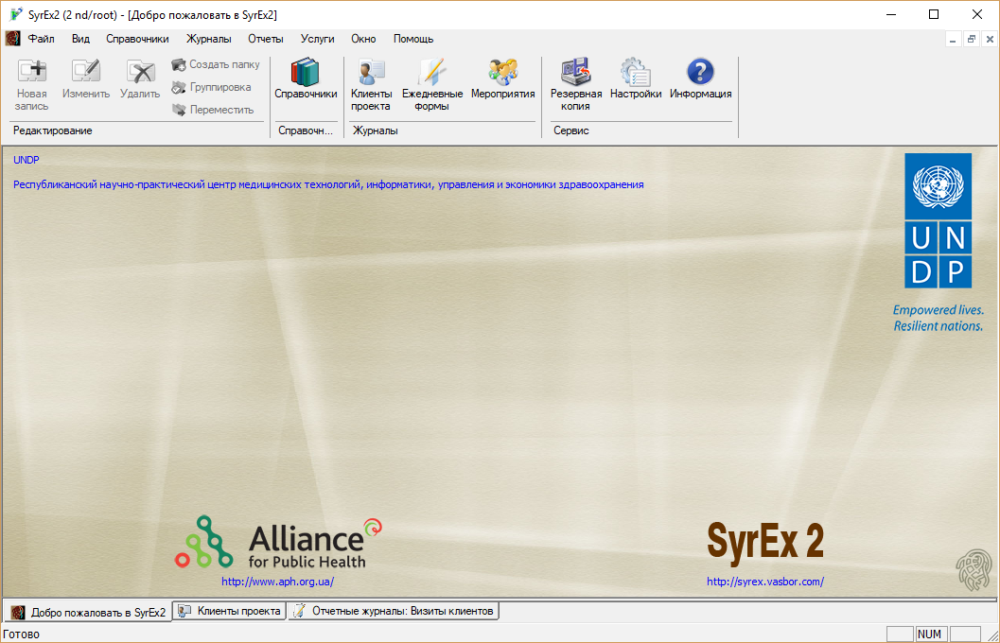 SyrEx2 (2 nd/root) - [Добро пожаловать в SyrEx2]
Файл Вид Справочники Журналы Отчеты Услуги Окно Помощь
Новая запись
Изменить
Удалить
Создать папку
Группировка
Переместить
Справочники
Клиенты проекта
Ежедневные формы
Мероприятия
Резервная копия
Настройки
Информация
Редактирование
Справочн...
Журналы
Сервис
UNDP
Республиканский научно-практический центр медицинских технологий, информатики, управления и экономики здравоохранения
U N
D P
Empowered lives.
Resilient nations.
Alliance
for Public Health
http://www.aph.org.ua/
SyrEx 2
http://syrex.vasbor.com/
Добро пожаловать в SyrEx2
Клиенты проекта
Отчетные журналы: Визиты клиентов
Готово
NUM